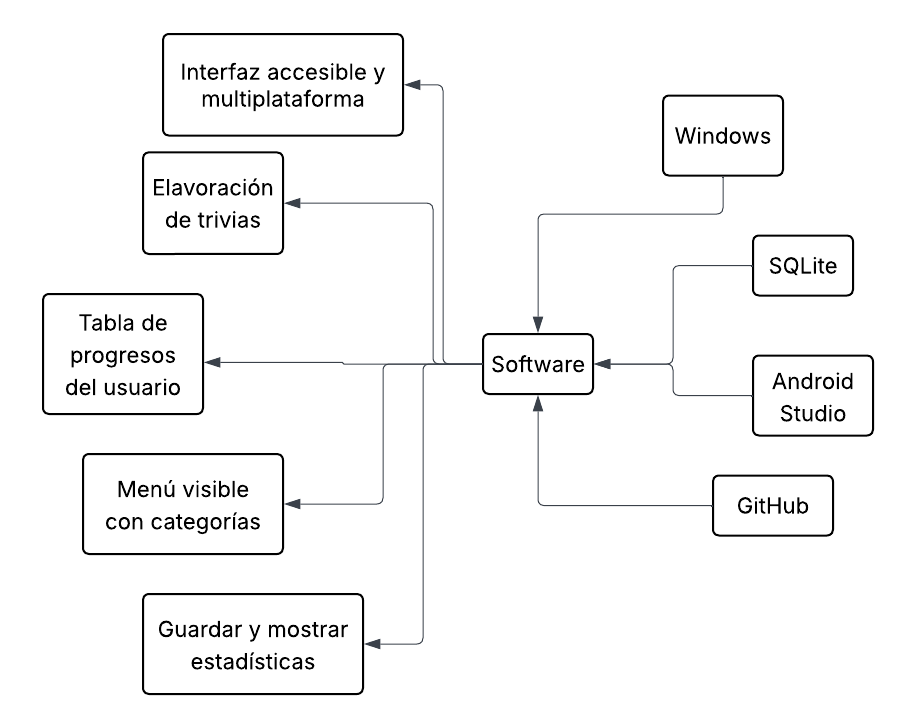 Interfaz accesible y
multiplataforma
Elavoración
de trivias
Tabla de
progresos
del usuario
Menú visible
con categorías
Guardar y mostrar
estadísticas
Software
Windows
SQLite
Android
Studio
GitHub